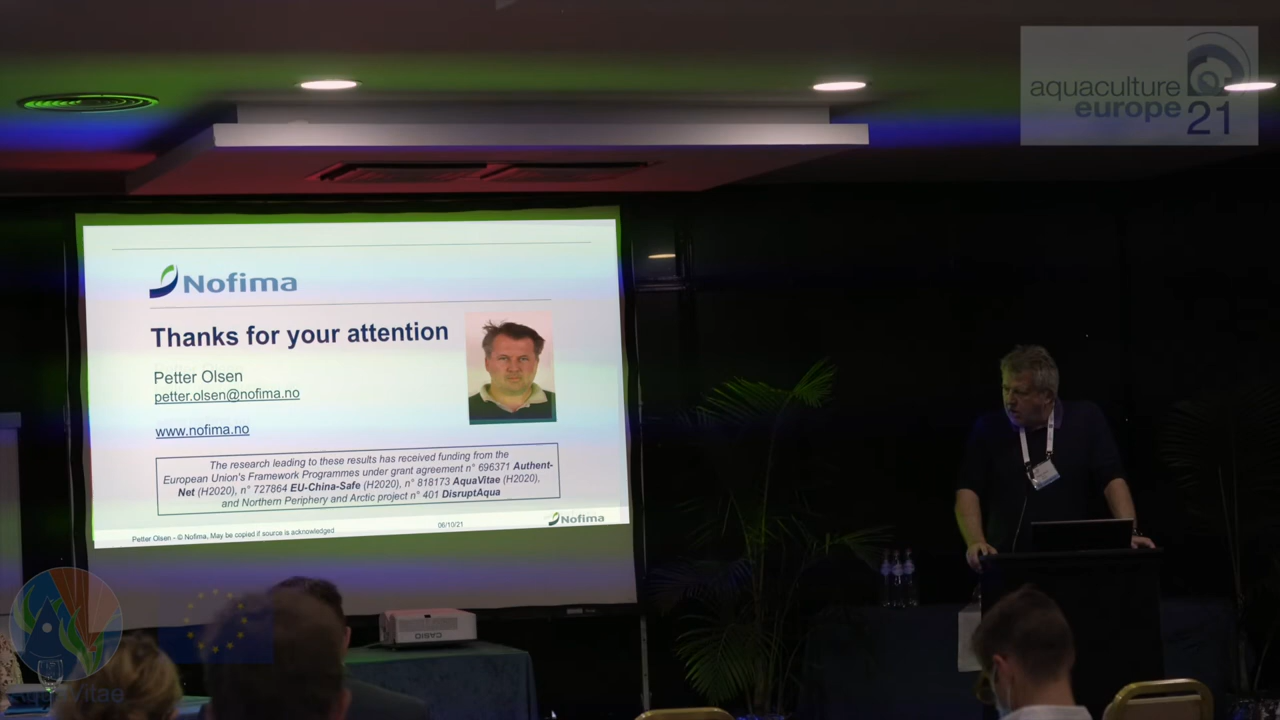 aquaculture
europe
21
Nofima
Thanks for your attention
Petter Olsen
petter.olsen@nofima.no
www.nofima.no
The research leading to these results has received funding from the
European Union's Framework Programmes under grant agreement n° 696371 Authent-
Net (H2020), n° 727864 EU-China-Safe (H2020), n° 818173 AquaVitae (H2020),
and Northern Periphery and Arctic project n° 401 DisruptAqua
Petter Olsen - © Nofima, May be copied if source is acknowledged
06/10/21
Nofima
CASIO
AquaVitae